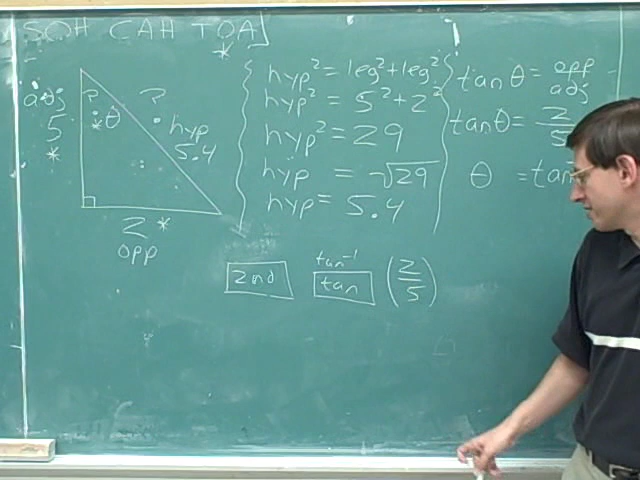 SOH CAH TOA
*
adj
5
*
?
?
* θ
hyp
5.4
2 *
opp
hyp² = leg² + leg²
hyp² = 5² + 2²
hyp² = 29
hyp = √29
hyp = 5.4
tan θ = opp/adj
tan θ = 2/5
θ = tan
tan⁻¹
2nd tan (2/5)